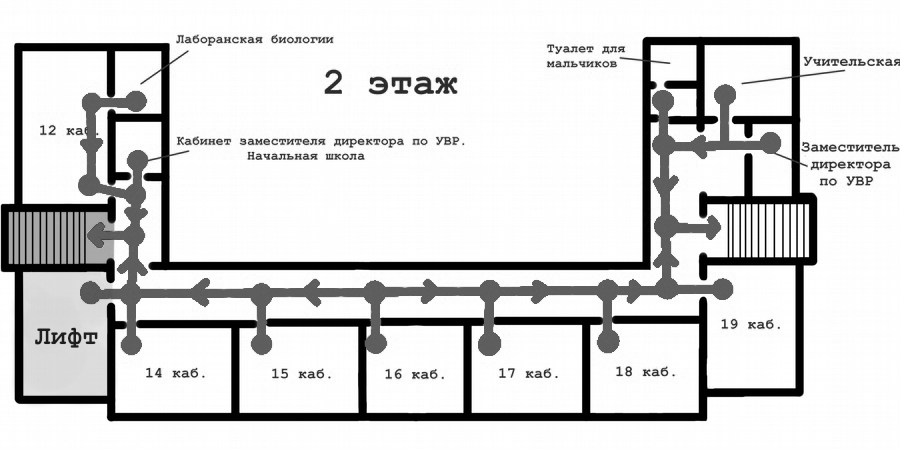 Лаборанская биологии
2 этаж
Туалет для
мальчиков
Учительская
12 каб.
Кабинет заместителя директора по УВР.
Начальная школа
Заместитель
директора
по УВР
Лифт
19 каб.
14 каб.
15 каб.
16 каб.
17 каб.
18 каб.